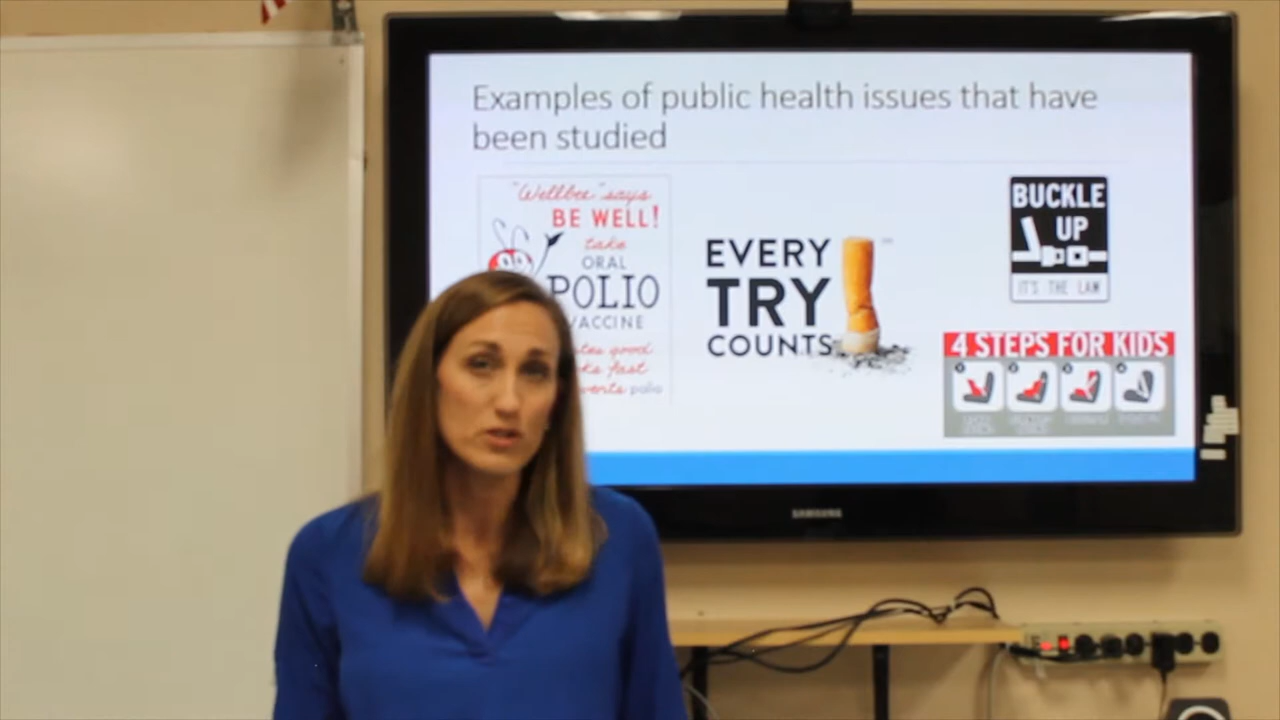 Examples of public health issues that have
been studied
"Wellbee" says
BE WELL!
take
ORAL
POLIO
VACCINE
polio
EVERY
TRY
COUNTS
BUCKLE
UP
IT'S THE LAW
4 STEPS FOR KIDS
SAMSUNG